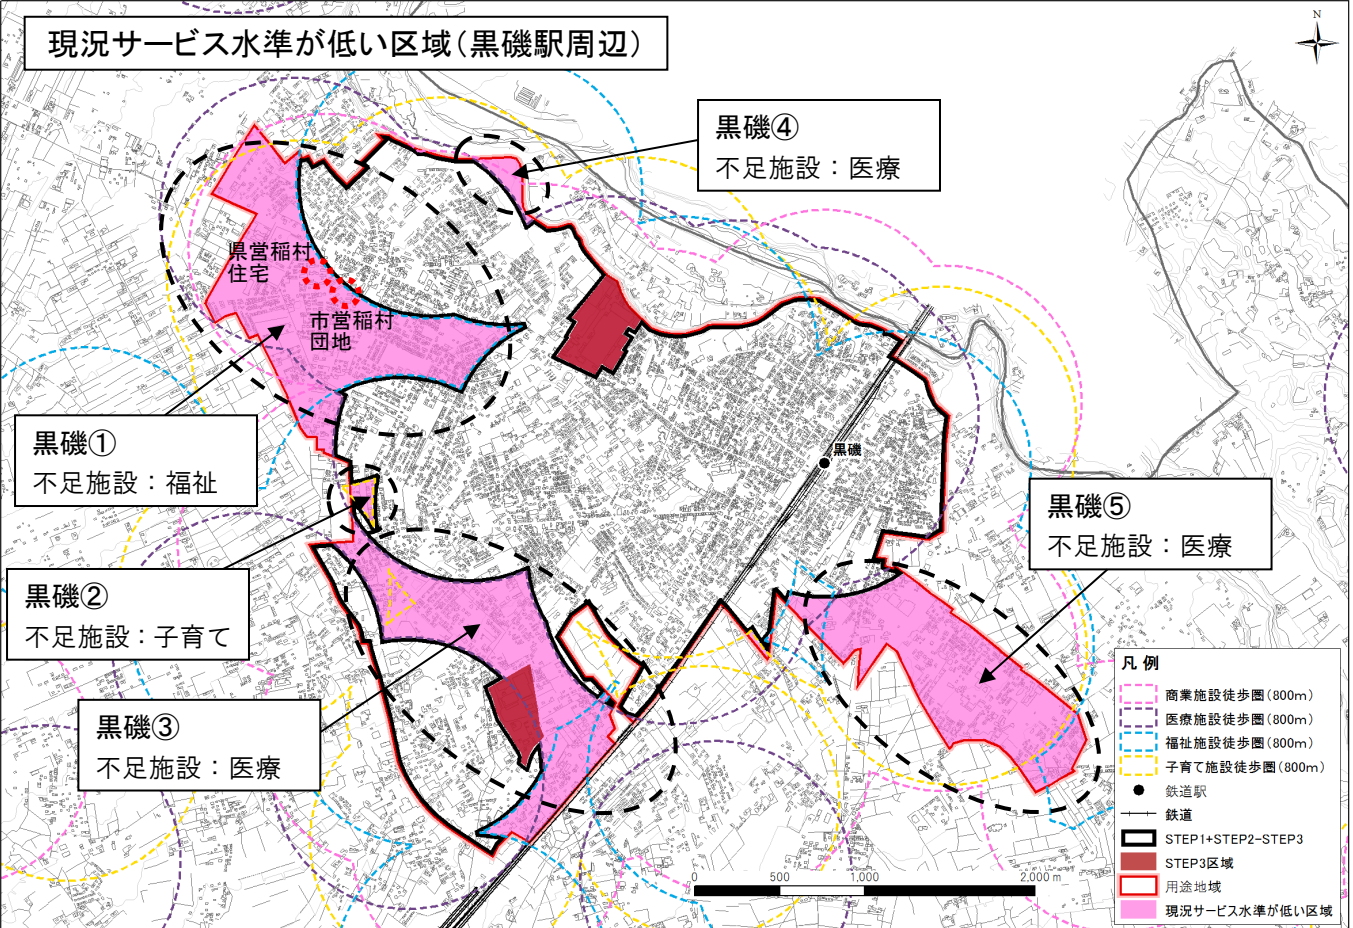 現況サービス水準が低い区域(黒磯駅周辺)
N
黒磯④
不足施設：医療
県営稲村
住宅
市営稲村
団地
黒磯①
不足施設：福祉
黒磯
黒磯⑤
不足施設：医療
黒磯②
不足施設：子育て
黒磯③
不足施設：医療
凡 例
商業施設徒歩圏(800m)
医療施設徒歩圏(800m)
福祉施設徒歩圏(800m)
子育て施設徒歩圏(800m)
鉄道駅
鉄道
STEP1+STEP2-STEP3
STEP3区域
用途地域
現況サービス水準が低い区域
0 500 1,000 2,000 m